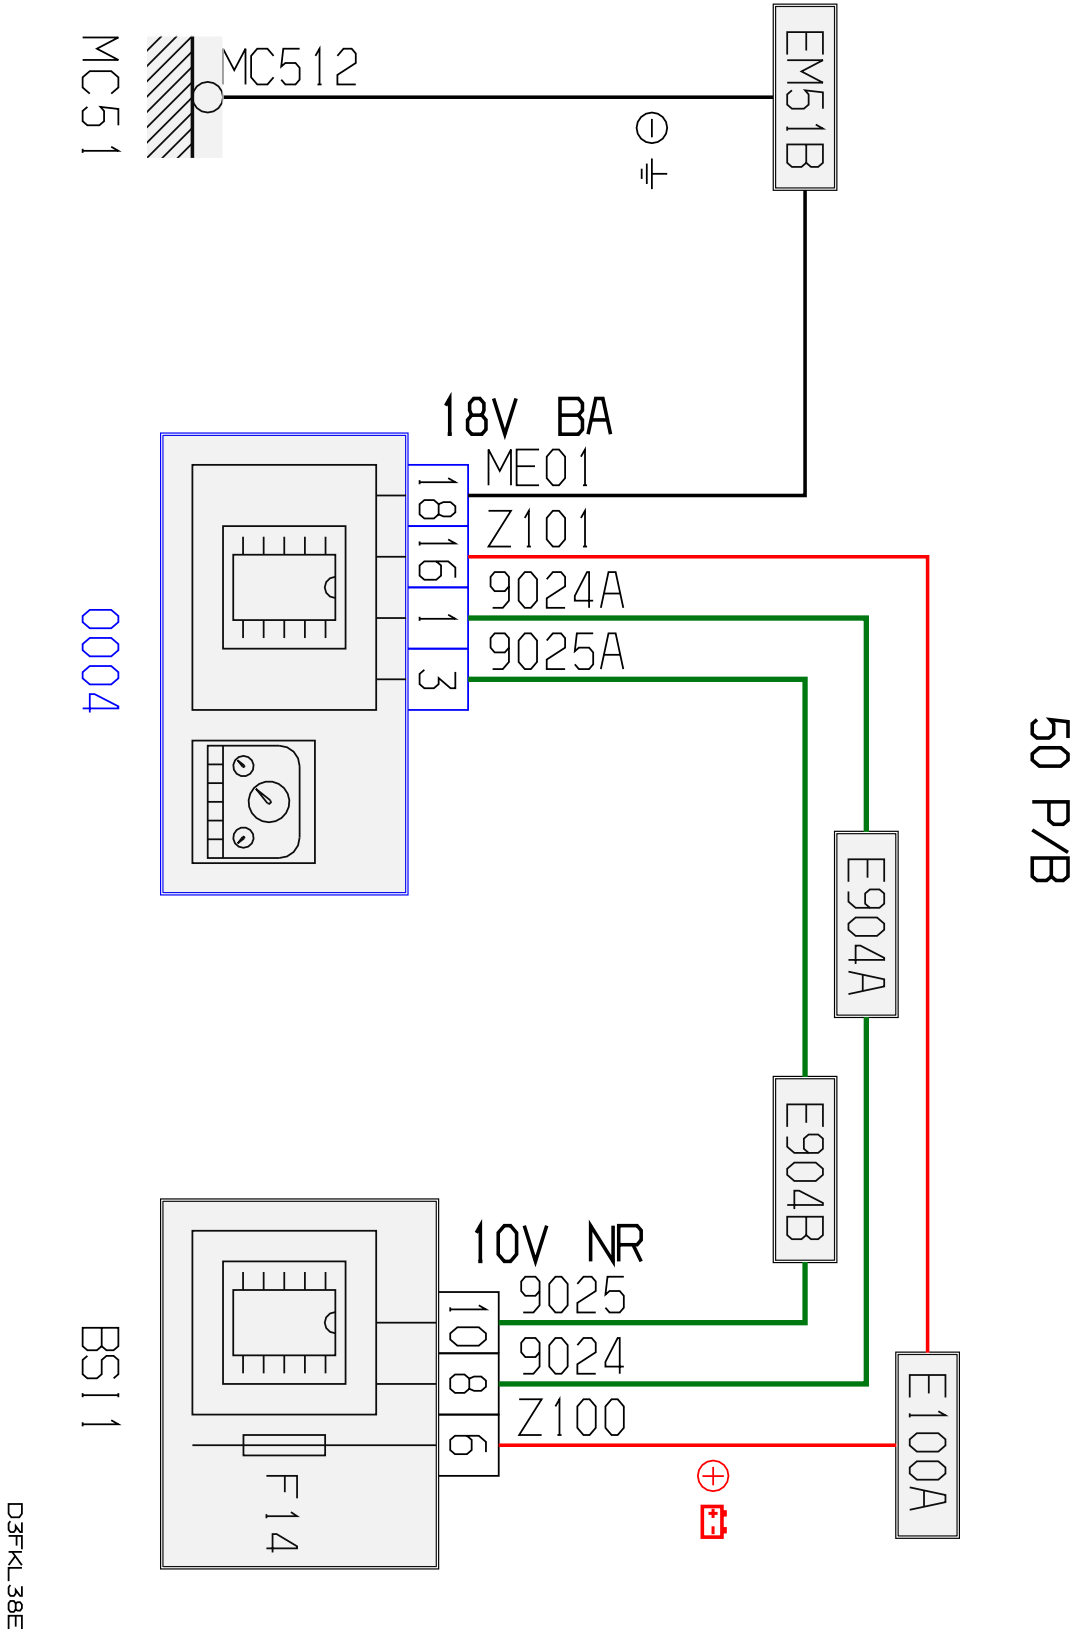 MC51
MC512
EM51B
18V BA
ME01
18
Z101
16
9024A
1
9025A
3
0004
50 P/B
E904A
E904B
10V NR
9025
10
9024
8
Z100
6
E100A
BSI1
F14
D3FKL38E